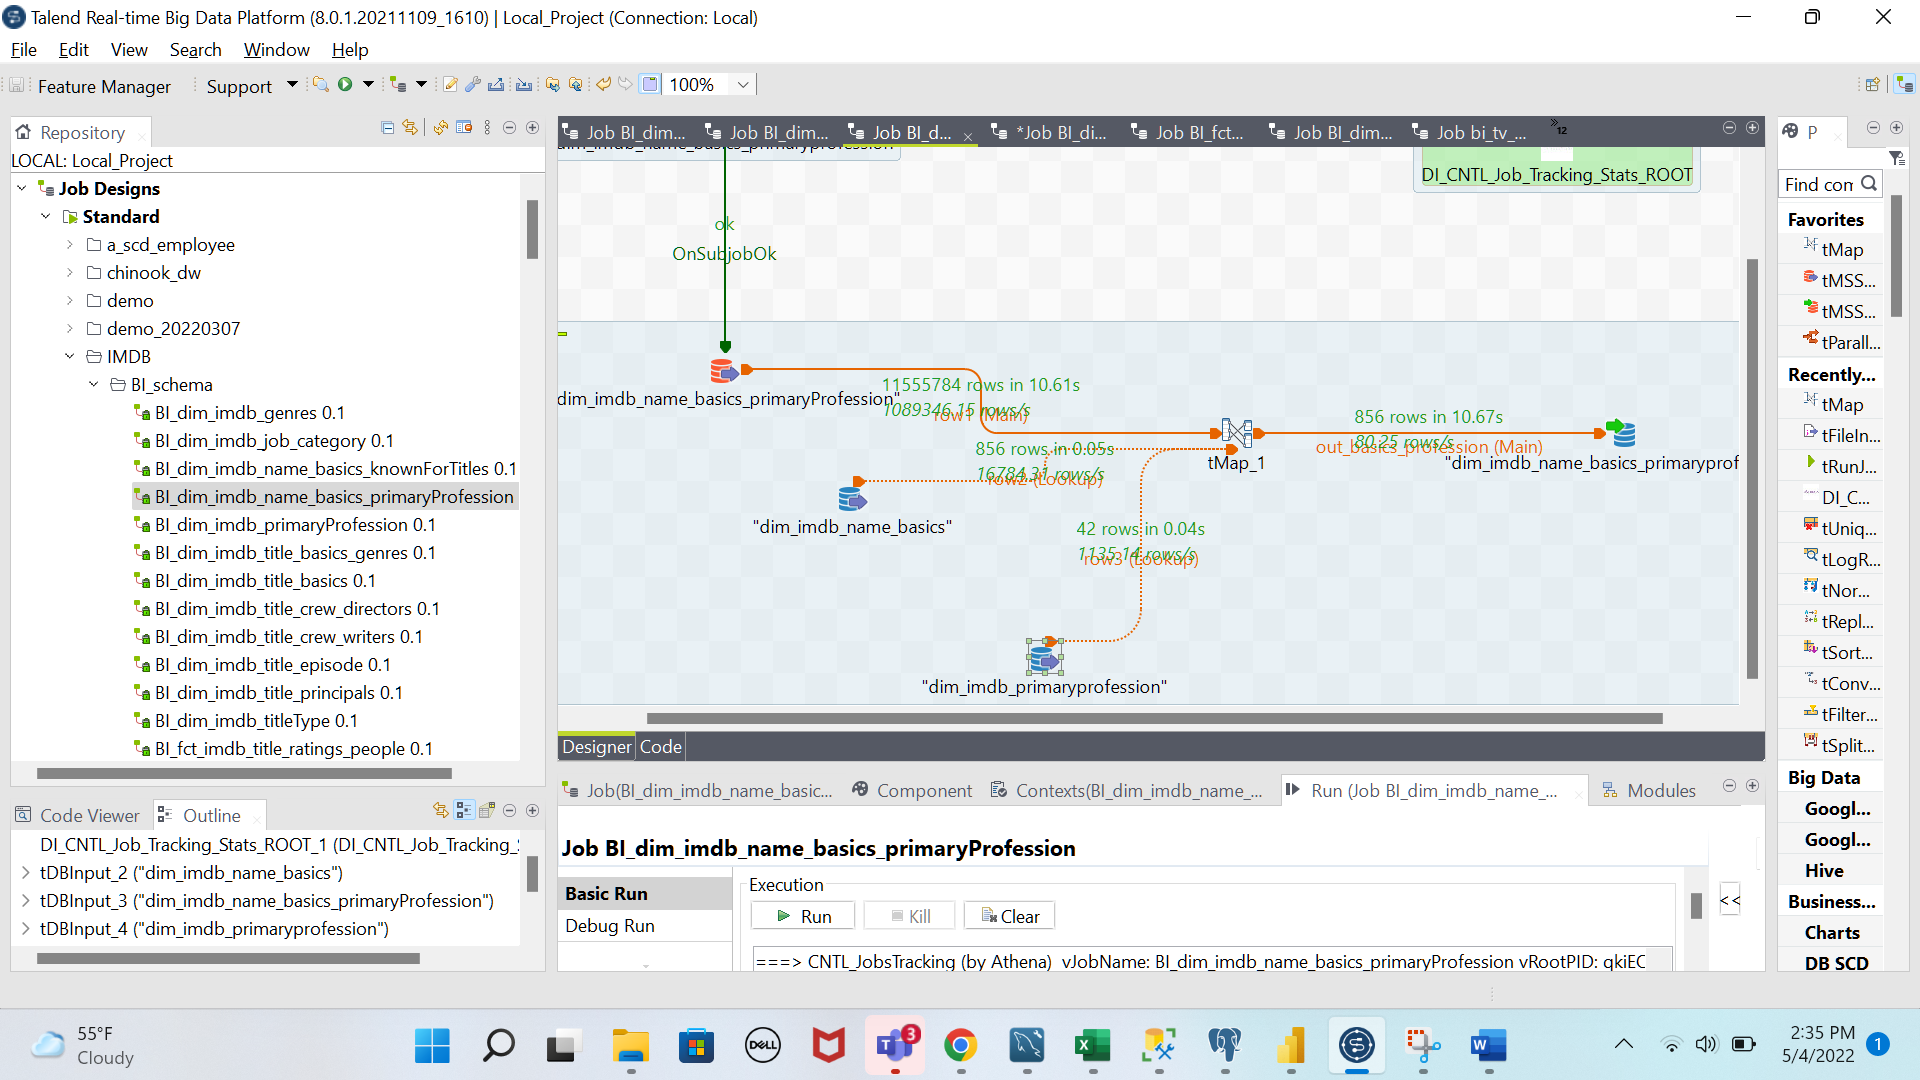 Talend Real-time Big Data Platform (8.0.1.20211109_1610) | Local_Project (Connection: Local)
File Edit View Search Window Help
Feature Manager Support 100%
Repository
LOCAL: Local_Project
Job Designs
Standard
a_scd_employee
chinook_dw
demo
demo_20220307
IMDB
BI_schema
BI_dim_imdb_genres 0.1
BI_dim_imdb_job_category 0.1
BI_dim_imdb_name_basics_knownForTitles 0.1
BI_dim_imdb_name_basics_primaryProfession
BI_dim_imdb_primaryProfession 0.1
BI_dim_imdb_title_basics_genres 0.1
BI_dim_imdb_title_basics 0.1
BI_dim_imdb_title_crew_directors 0.1
BI_dim_imdb_title_crew_writers 0.1
BI_dim_imdb_title_episode 0.1
BI_dim_imdb_title_principals 0.1
BI_dim_imdb_titleType 0.1
BI_fct_imdb_title_ratings_people 0.1
Code Viewer Outline
DI_CNTL_Job_Tracking_Stats_ROOT_1 (DI_CNTL_Job_Tracking_
tDBInput_2 ("dim_imdb_name_basics")
tDBInput_3 ("dim_imdb_name_basics_primaryProfession")
tDBInput_4 ("dim_imdb_primaryprofession")
Job BI_dim... Job BI_dim... Job BI_d... *Job BI_di... Job BI_fct... Job BI_dim... Job bi_tv_... 12
dim_imdb_name_basics_primaryprofession
DI_CNTL_Job_Tracking_Stats_ROOT
ok
OnSubjobOk
dim_imdb_name_basics_primaryProfession"
11555784 rows in 10.61s
1089346.15 rows/s
row1 (Main)
856 rows in 0.05s
16784.31 rows/s
row2 (Lookup)
"dim_imdb_name_basics"
42 rows in 0.04s
1135.14 rows/s
row3 (Lookup)
"dim_imdb_primaryprofession"
tMap_1
856 rows in 10.67s
80.25 rows/s
out_basics_profession (Main)
"dim_imdb_name_basics_primaryprof
Designer Code
Job(BI_dim_imdb_name_basic... Component Contexts(BI_dim_imdb_name_... Run (Job BI_dim_imdb_name_... Modules
Job BI_dim_imdb_name_basics_primaryProfession
Basic Run
Debug Run
Execution
Run Kill Clear
<<
===> CNTL_JobsTracking (by Athena) vJobName: BI_dim_imdb_name_basics_primaryProfession vRootPID: qkiEC
P
Find con
Favorites
tMap
tMSS...
tMSS...
tParall...
Recently...
tMap
tFileIn...
tRunJ...
DI_C...
tUniq...
tLogR...
tNor...
tRepl...
tSort...
tConv...
tFilter...
tSplit...
Big Data
Googl...
Googl...
Hive
Business...
Charts
DB SCD
55°F
Cloudy
DELL
3
2:35 PM
5/4/2022
1